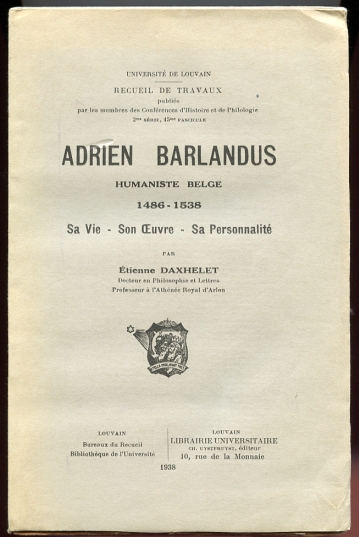 UNIVERSITÉ DE LOUVAIN
RECUEIL DE TRAVAUX
publiés
par les membres des Conférences d'Histoire et de Philologie
2me SÉRIE, 45me FASCICULE
ADRIEN BARLANDUS
HUMANISTE BELGE
1486-1538
Sa Vie - Son Œuvre - Sa Personnalité
PAR
Étienne DAXHELET
Docteur en Philosophie et Lettres
Professeur à l'Athénée Royal d'Arlon
LOUVAIN
Bureaux du Recueil
Bibliothèque de l'Université
LOUVAIN
LIBRAIRIE UNIVERSITAIRE
CH. UYSTPRUYST, éditeur
10, rue de la Monnaie
1938